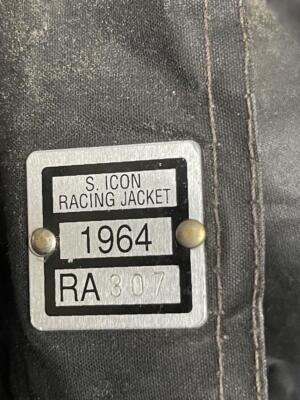 S. ICON
RACING JACKET
1964
RA 307